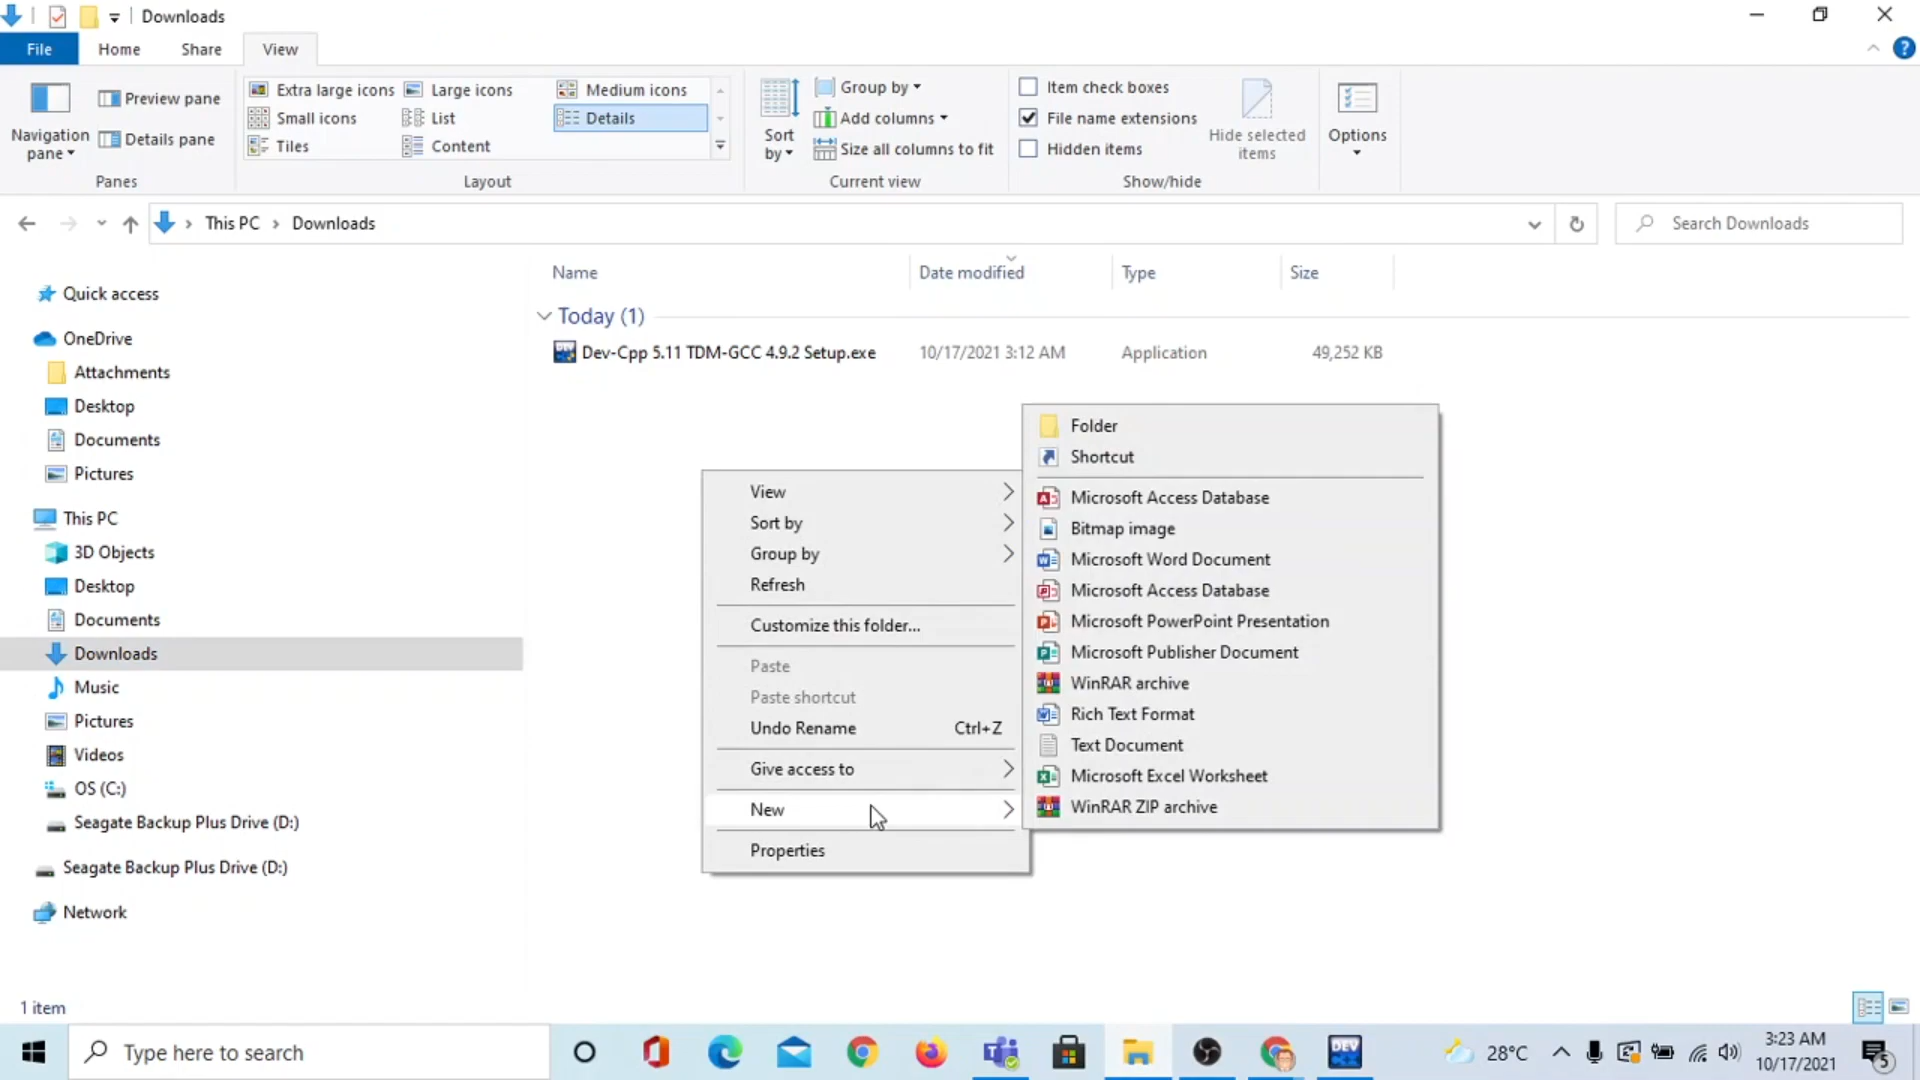 Downloads
File Home Share View
Navigation pane
Preview pane
Details pane
Panes
Extra large icons Large icons Medium icons
Small icons List Details
Tiles Content
Layout
Sort by
Group by
Add columns
Size all columns to fit
Current view
Item check boxes
File name extensions
Hidden items
Hide selected items
Show/hide
Options
This PC Downloads
Search Downloads
Name Date modified Type Size
Today (1)
Dev-Cpp 5.11 TDM-GCC 4.9.2 Setup.exe 10/17/2021 3:12 AM Application 49,252 KB
Quick access
OneDrive
Attachments
Desktop
Documents
Pictures
This PC
3D Objects
Desktop
Documents
Downloads
Music
Pictures
Videos
OS (C:)
Seagate Backup Plus Drive (D:)
Seagate Backup Plus Drive (D:)
Network
View
Sort by
Group by
Refresh
Customize this folder...
Paste
Paste shortcut
Undo Rename Ctrl+Z
Give access to
New
Properties
Folder
Shortcut
Microsoft Access Database
Bitmap image
Microsoft Word Document
Microsoft Access Database
Microsoft PowerPoint Presentation
Microsoft Publisher Document
WinRAR archive
Rich Text Format
Text Document
Microsoft Excel Worksheet
WinRAR ZIP archive
1 item
Type here to search
DEV
28°C
3:23 AM
10/17/2021
5